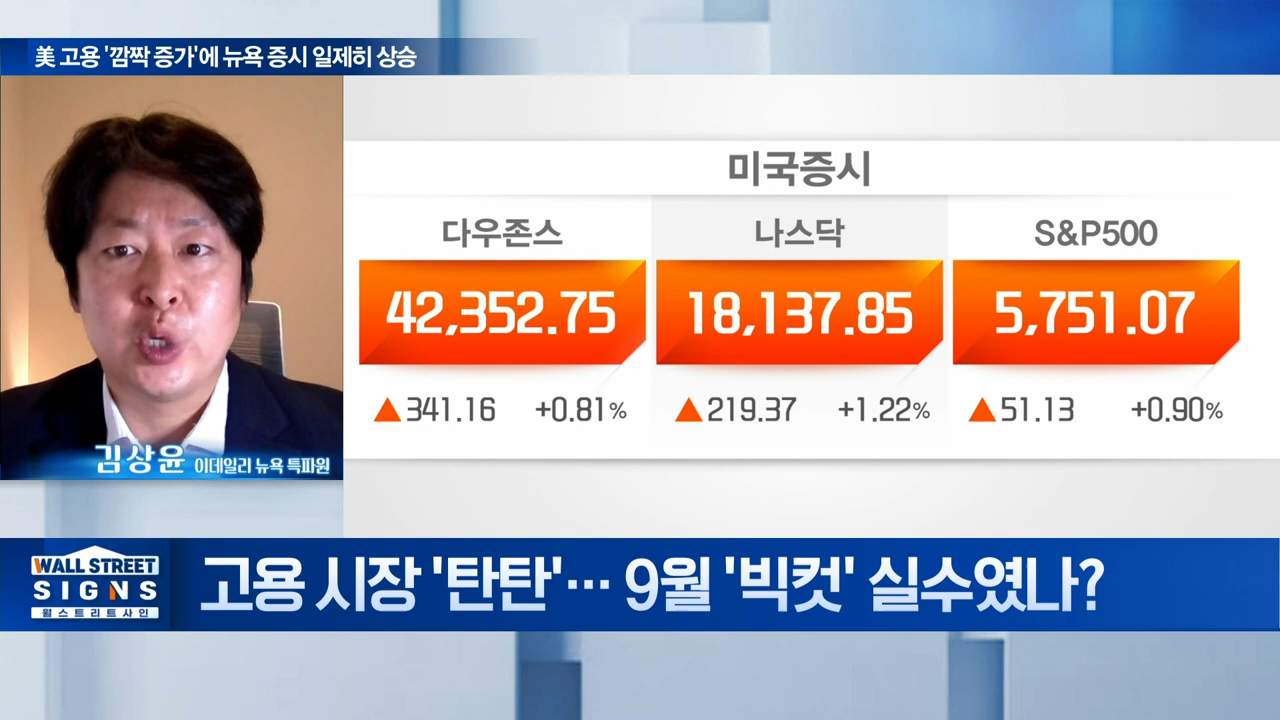 美 고용 '깜짝 증가'에 뉴욕 증시 일제히 상승
미국증시
다우존스 나스닥 S&P500
42,352.75 18,137.85 5,751.07
▲341.16 +0.81% ▲219.37 +1.22% ▲51.13 +0.90%
김상윤 이데일리 뉴욕 특파원
WALL STREET
SIGNS
월스트리트사인
고용 시장 '탄탄'… 9월 '빅컷' 실수였나?